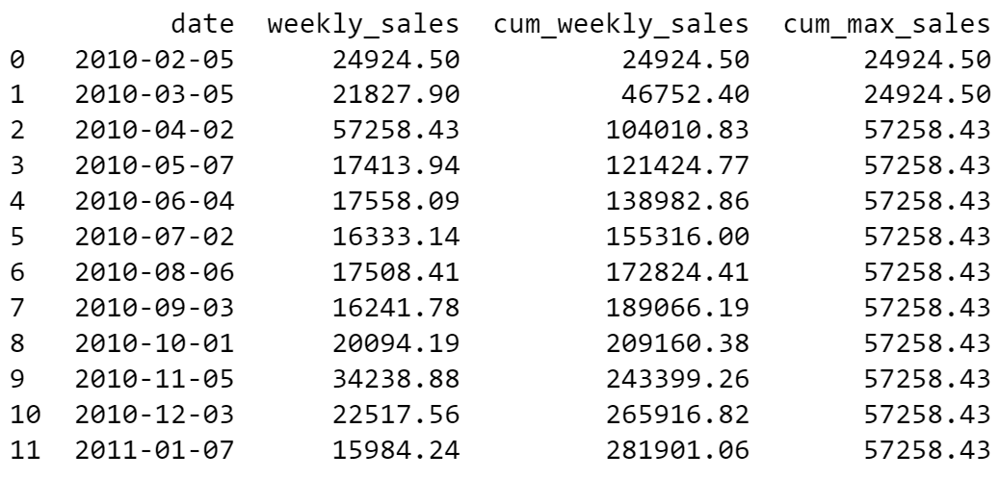 date weekly_sales cum_weekly_sales cum_max_sales
0 2010-02-05 24924.50 24924.50 24924.50
1 2010-03-05 21827.90 46752.40 24924.50
2 2010-04-02 57258.43 104010.83 57258.43
3 2010-05-07 17413.94 121424.77 57258.43
4 2010-06-04 17558.09 138982.86 57258.43
5 2010-07-02 16333.14 155316.00 57258.43
6 2010-08-06 17508.41 172824.41 57258.43
7 2010-09-03 16241.78 189066.19 57258.43
8 2010-10-01 20094.19 209160.38 57258.43
9 2010-11-05 34238.88 243399.26 57258.43
10 2010-12-03 22517.56 265916.82 57258.43
11 2011-01-07 15984.24 281901.06 57258.43